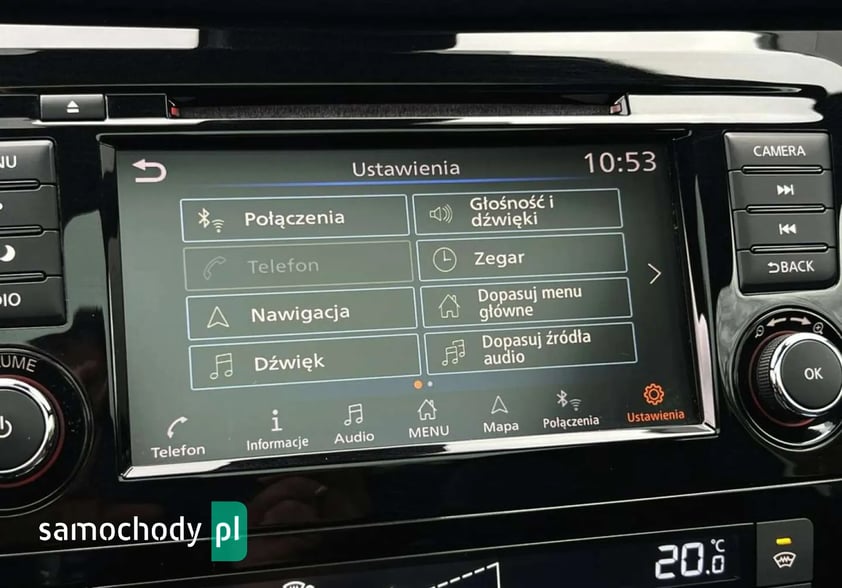 Ustawienia
10:53
Połączenia
Głośność i
dźwięki
Telefon
Zegar
Nawigacja
Dopasuj menu
główne
Dźwięk
Dopasuj źródła
audio
Telefon
Informacje
Audio
MENU
Mapa
Połączenia
Ustawienia
CAMERA
BACK
OK
samochody pl
20.0 °C